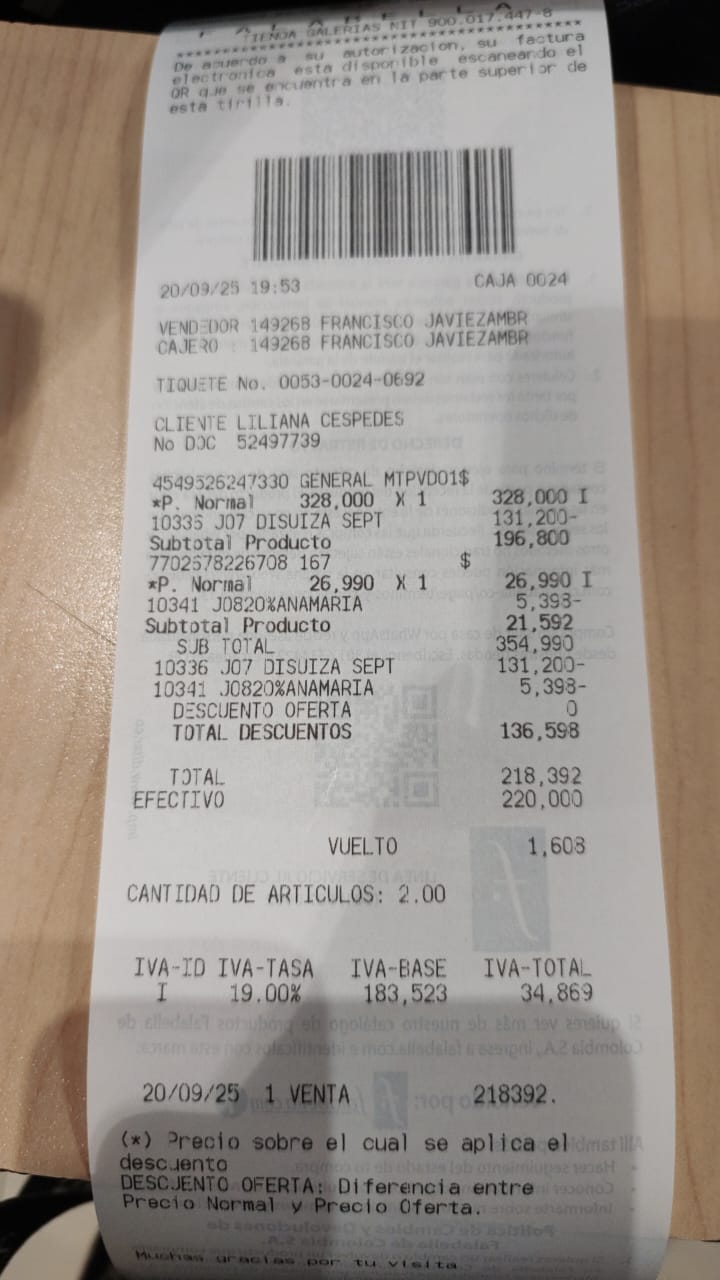 F A L A B E L L A
TIENDA GALERIAS NIT 900.017.447-8
****************************************
De acuerdo a su autorizacion, su factura
electronica esta disponible escaneando el
QR que se encuentra en la parte superior de
esta tirilla.
20/09/25 19:53 CAJA 0024
VENDEDOR 149268 FRANCISCO JAVIEZAMBR
CAJERO : 149268 FRANCISCO JAVIEZAMBR
TIQUETE No. 0053-0024-0692
CLIENTE LILIANA CESPEDES
No DOC 52497739
4549526247330 GENERAL MTPVD01$
*P. Normal 328,000 X 1 328,000 I
10336 J07 DISUIZA SEPT 131,200-
Subtotal Producto 196,800
7702678226708 167 $
*P. Normal 26,990 X 1 26,990 I
10341 J0820%ANAMARIA 5,398-
Subtotal Producto 21,592
SUB TOTAL 354,990
10336 J07 DISUIZA SEPT 131,200-
10341 J0820%ANAMARIA 5,398-
DESCUENTO OFERTA 0
TOTAL DESCUENTOS 136,598
TOTAL 218,392
EFECTIVO 220,000
VUELTO 1,608
CANTIDAD DE ARTICULOS: 2.00
IVA-ID IVA-TASA IVA-BASE IVA-TOTAL
I 19.00% 183,523 34,869
20/09/25 1 VENTA 218392.
(*) Precio sobre el cual se aplica el
descuento
DESCUENTO OFERTA: Diferencia entre
Precio Normal y Precio Oferta.
Muchas gracias por tu visita